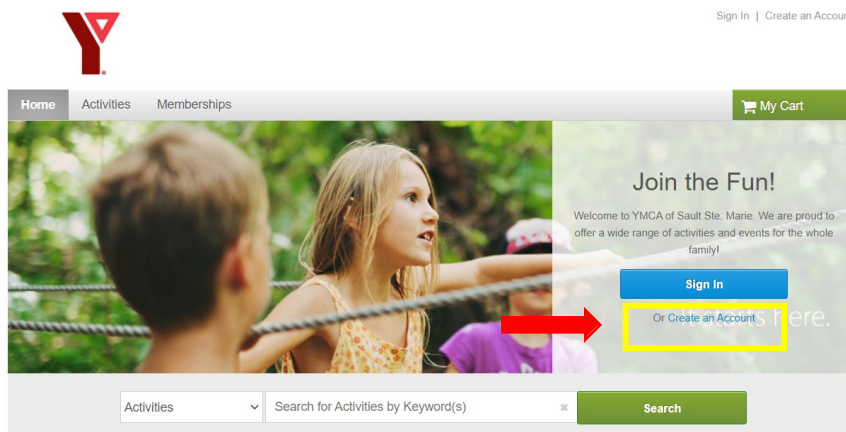 Y
Sign In | Create an Accoun
Home Activities Memberships My Cart
Join the Fun!
Welcome to YMCA of Sault Ste. Marie. We are proud to
offer a wide range of activities and events for the whole
family!
Sign In
Or Create an Account
here.
Activities Search for Activities by Keyword(s) × Search